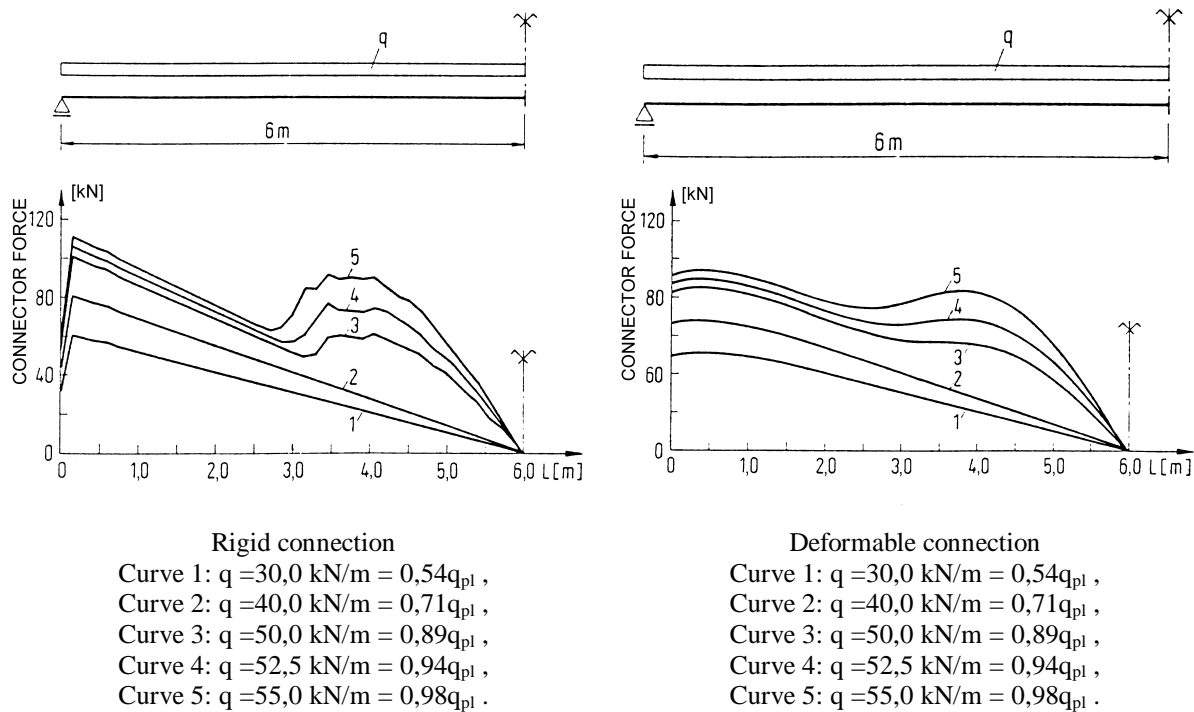 q
6m
[kN]
CONNECTOR FORCE
120
80
40
0
5
4
3
2
1
0 1,0 2,0 3,0 4,0 5,0 6,0 L[m]
Rigid connection
Curve 1: q =30,0 kN/m = 0,54qpl ,
Curve 2: q =40,0 kN/m = 0,71qpl ,
Curve 3: q =50,0 kN/m = 0,89qpl ,
Curve 4: q =52,5 kN/m = 0,94qpl ,
Curve 5: q =55,0 kN/m = 0,98qpl .
q
6m
[kN]
CONNECTOR FORCE
120
80
60
0
5
4
3
2
1
0 1,0 2,0 3,0 4,0 5,0 6,0 L[m]
Deformable connection
Curve 1: q =30,0 kN/m = 0,54qpl ,
Curve 2: q =40,0 kN/m = 0,71qpl ,
Curve 3: q =50,0 kN/m = 0,89qpl ,
Curve 4: q =52,5 kN/m = 0,94qpl ,
Curve 5: q =55,0 kN/m = 0,98qpl .